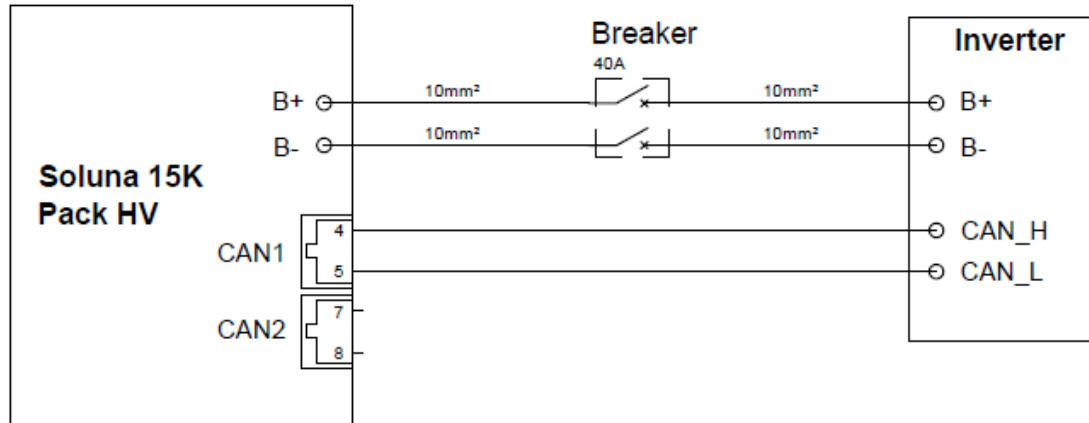 Breaker
Inverter
40A
B+
10mm²
10mm²
B+
B-
10mm²
10mm²
B-
Soluna 15K
Pack HV
CAN1
4
5
CAN_H
CAN_L
CAN2
7
8